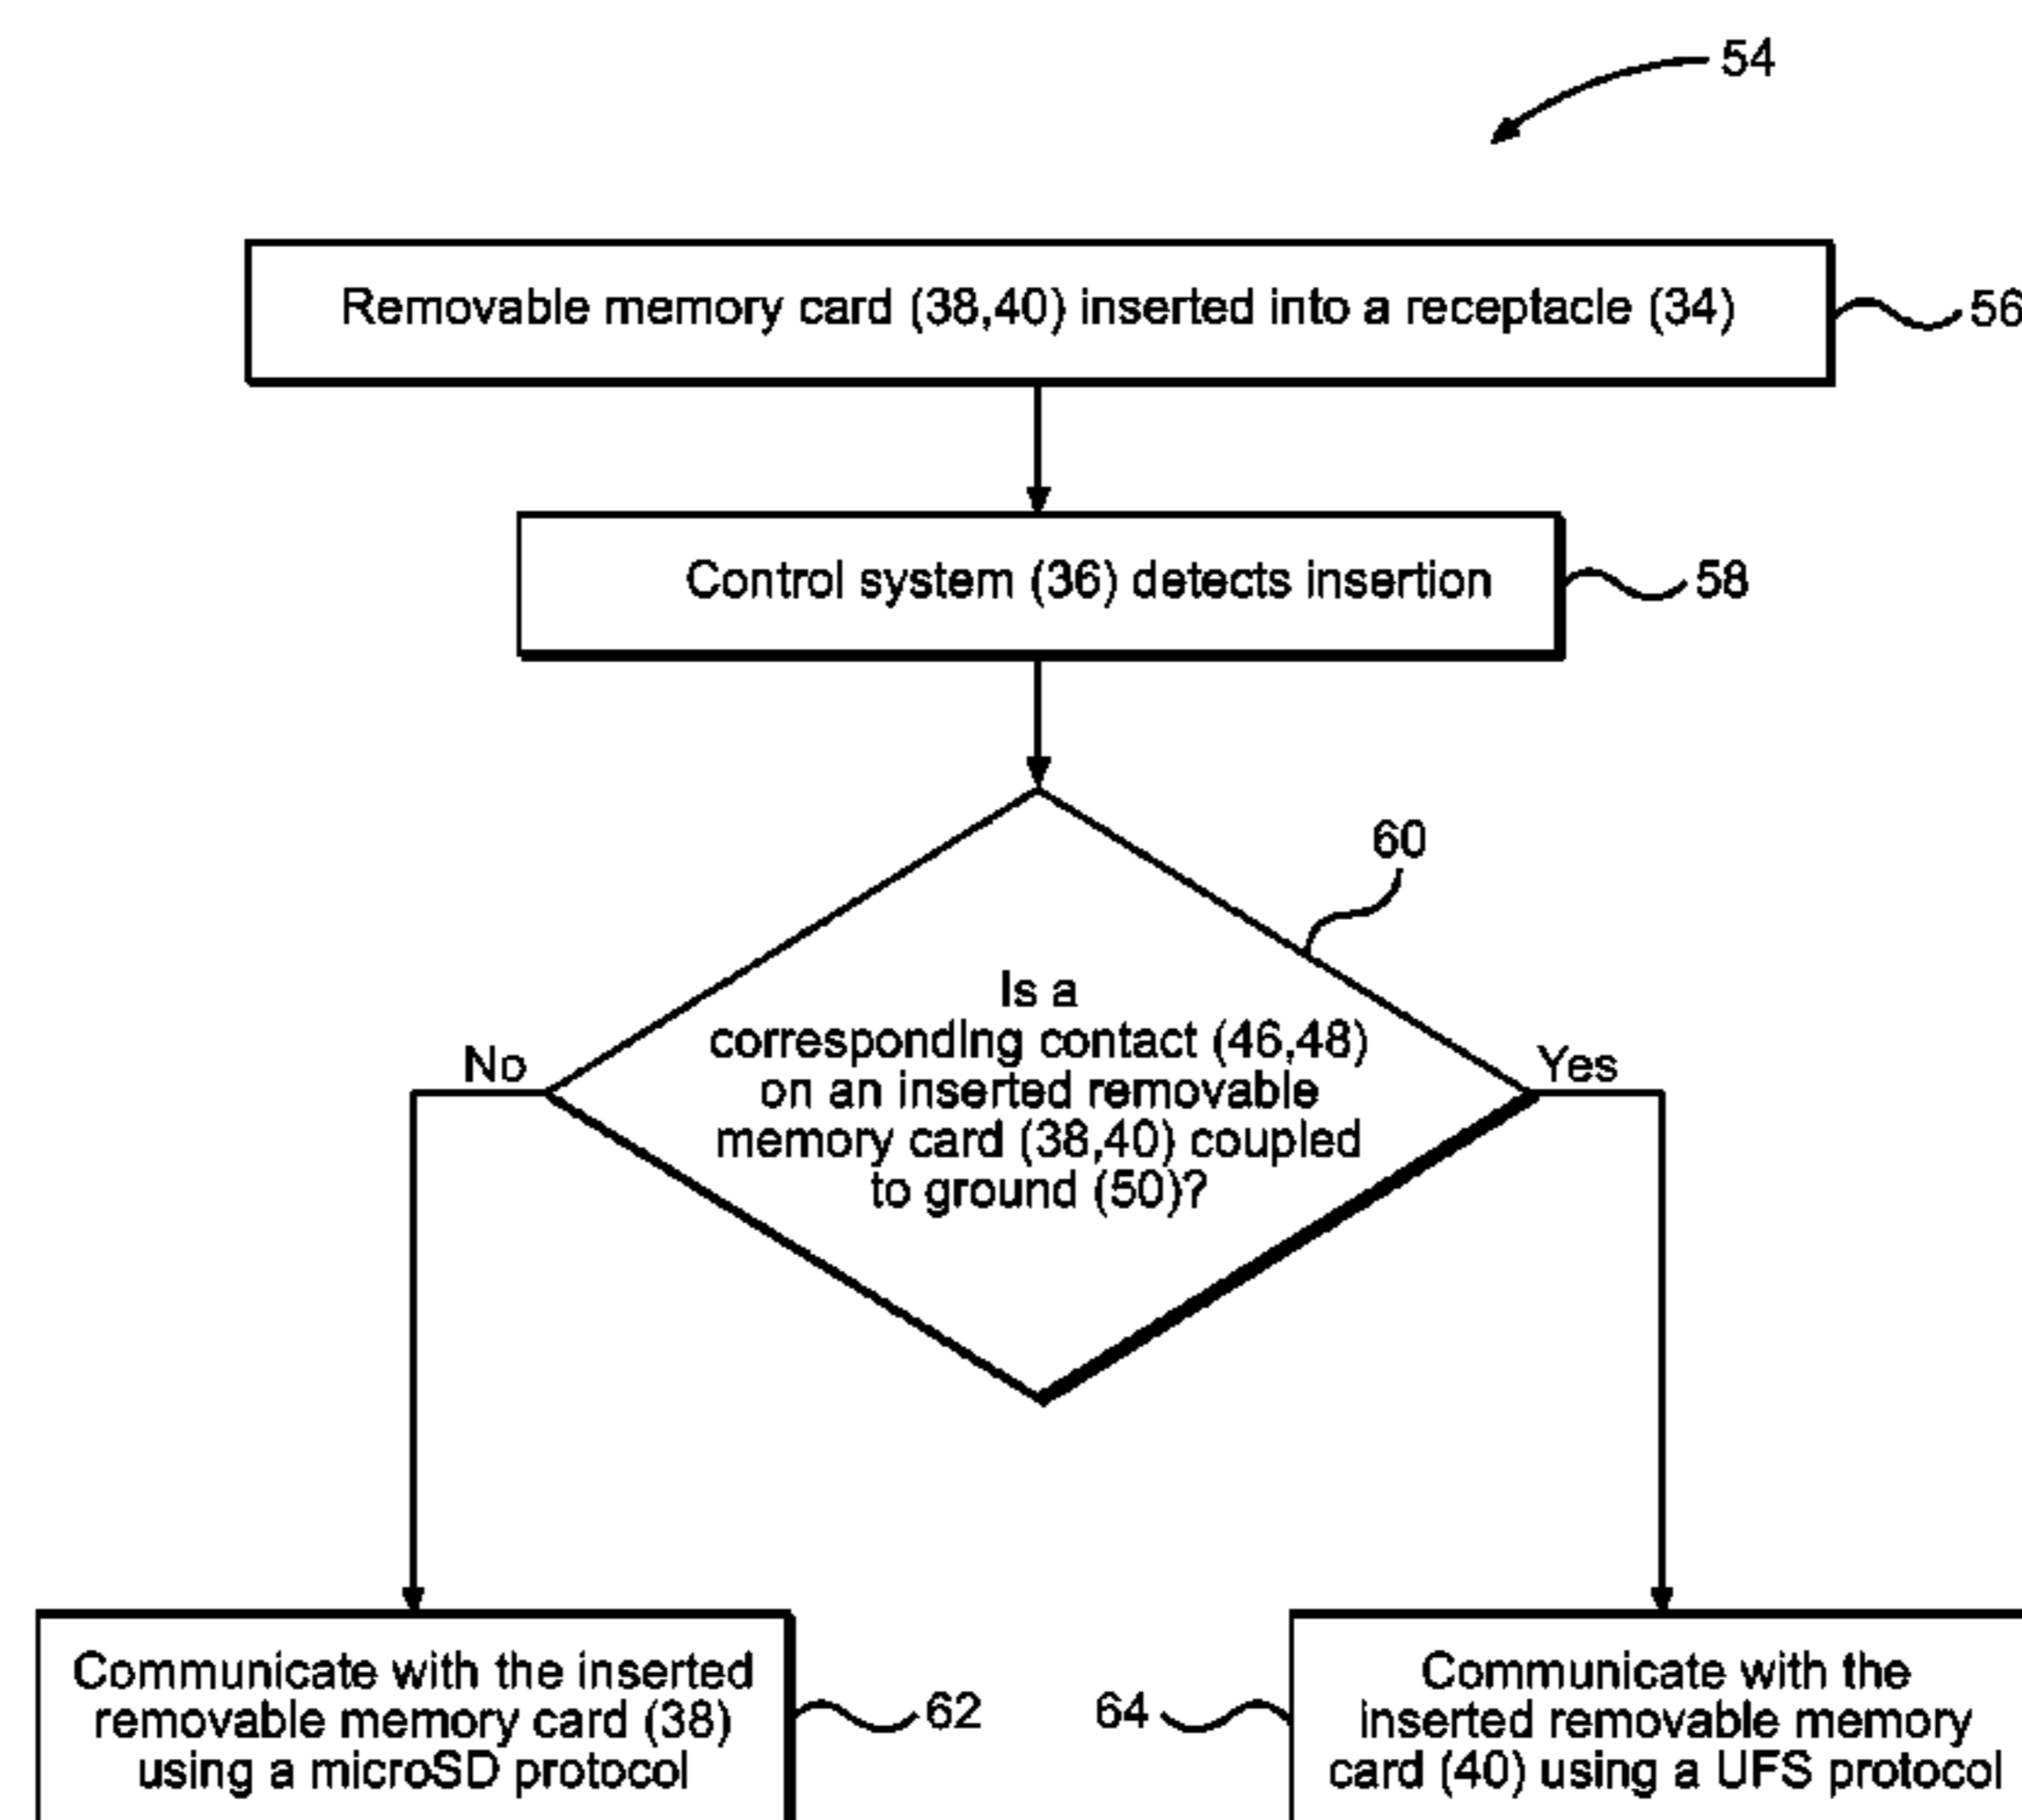 54
Removable memory card (38,40) inserted into a receptacle (34)
56
Control system (36) detects insertion
58
60
Is a
corresponding contact (46,48)
on an inserted removable
memory card (38,40) coupled
to ground (50)?
No
Yes
Communicate with the inserted
removable memory card (38)
using a microSD protocol
62
64
Communicate with the
inserted removable memory
card (40) using a UFS protocol